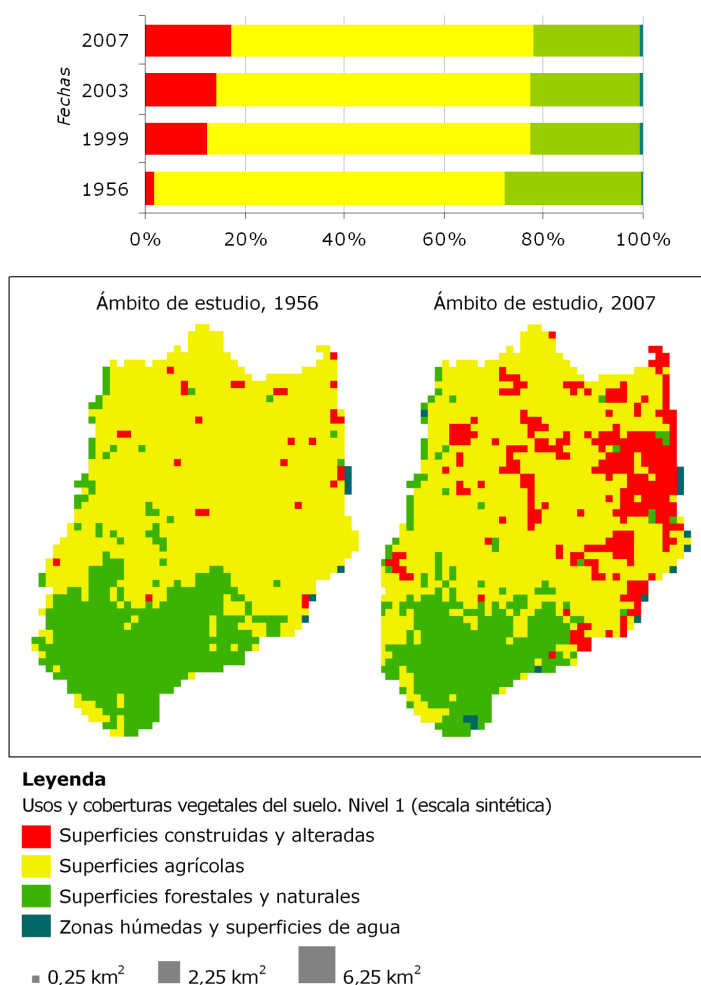 2007
2003
1999
1956
Fechas
0% 20% 40% 60% 80% 100%
Ámbito de estudio, 1956 Ámbito de estudio, 2007
Leyenda
Usos y coberturas vegetales del suelo. Nivel 1 (escala sintética)
Superficies construidas y alteradas
Superficies agrícolas
Superficies forestales y naturales
Zonas húmedas y superficies de agua
0,25 km² 2,25 km² 6,25 km²